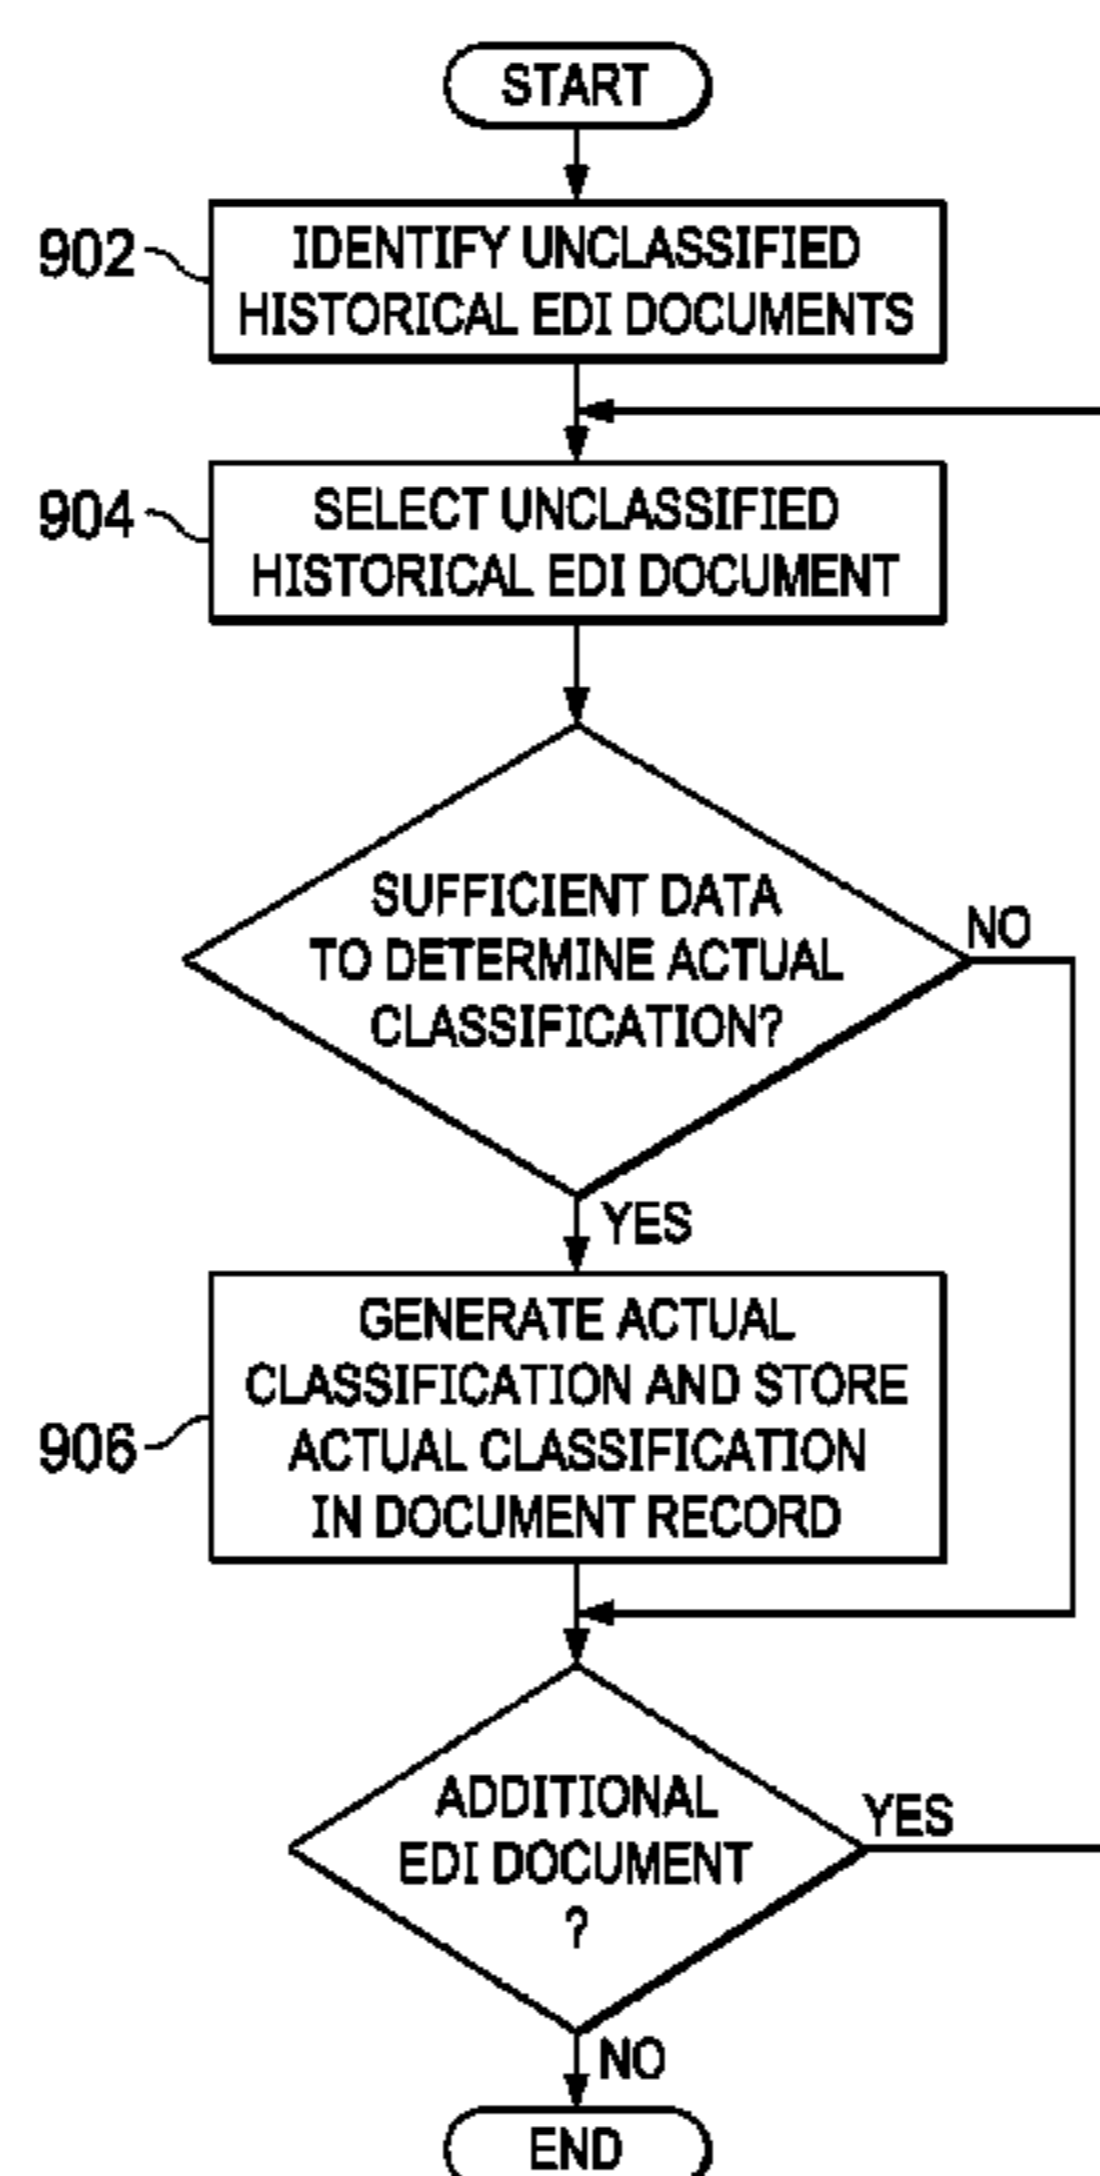 START
902
IDENTIFY UNCLASSIFIED
HISTORICAL EDI DOCUMENTS
904
SELECT UNCLASSIFIED
HISTORICAL EDI DOCUMENT
SUFFICIENT DATA
TO DETERMINE ACTUAL
CLASSIFICATION?
NO
YES
906
GENERATE ACTUAL
CLASSIFICATION AND STORE
ACTUAL CLASSIFICATION
IN DOCUMENT RECORD
ADDITIONAL
EDI DOCUMENT
?
YES
NO
END